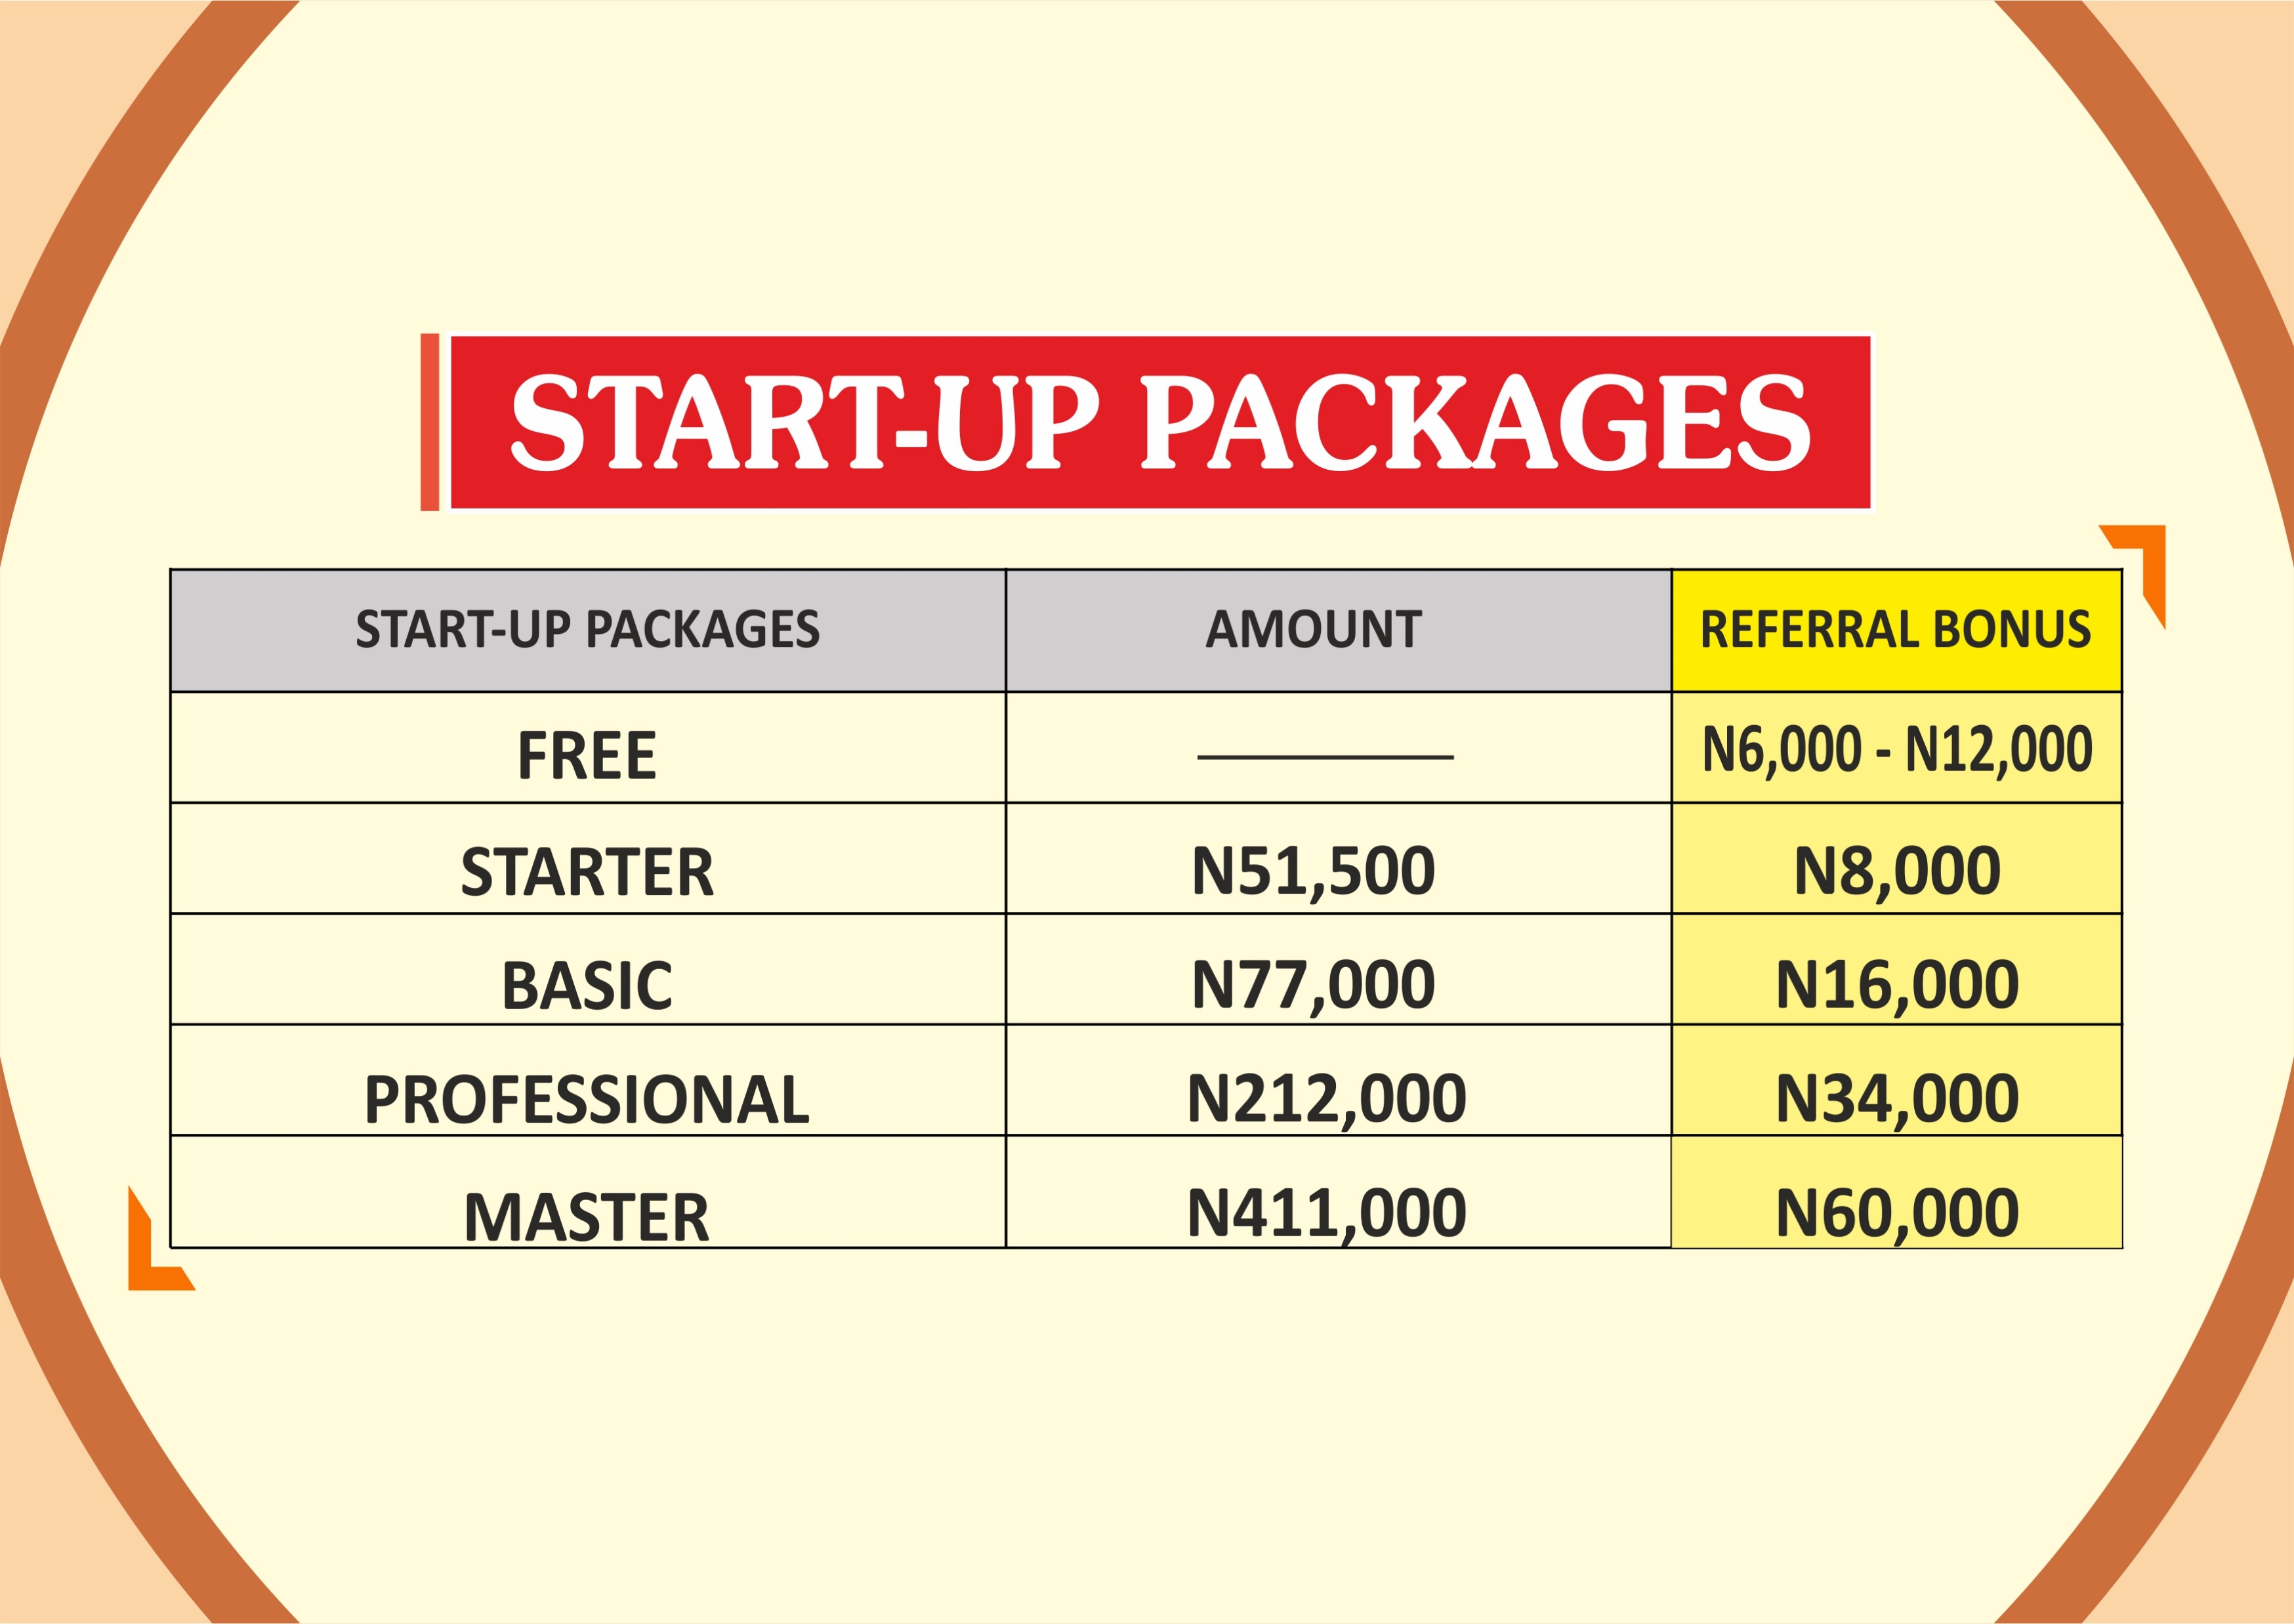 START-UP PACKAGES
START-UP PACKAGES AMOUNT REFERRAL BONUS
FREE N6,000 - N12,000
STARTER N51,500 N8,000
BASIC N77,000 N16,000
PROFESSIONAL N212,000 N34,000
MASTER N411,000 N60,000